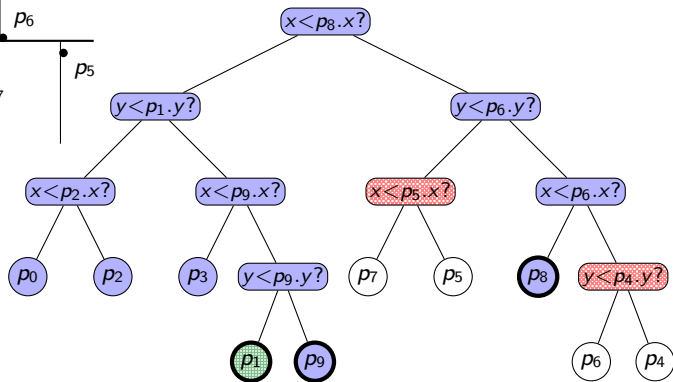 p6
x<p8.x?
p5
y<p1.y?
y<p6.y?
x<p2.x?
x<p9.x?
x<p5.x?
x<p6.x?
p0
p2
p3
y<p9.y?
p7
p5
p8
y<p4.y?
p1
p9
p6
p4